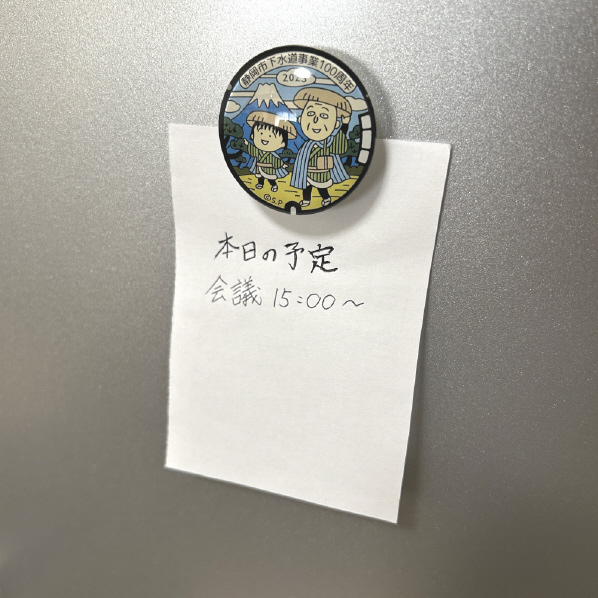 静岡市下水道事業100周年
2023
©S.P
本日の予定
会議 15:00～